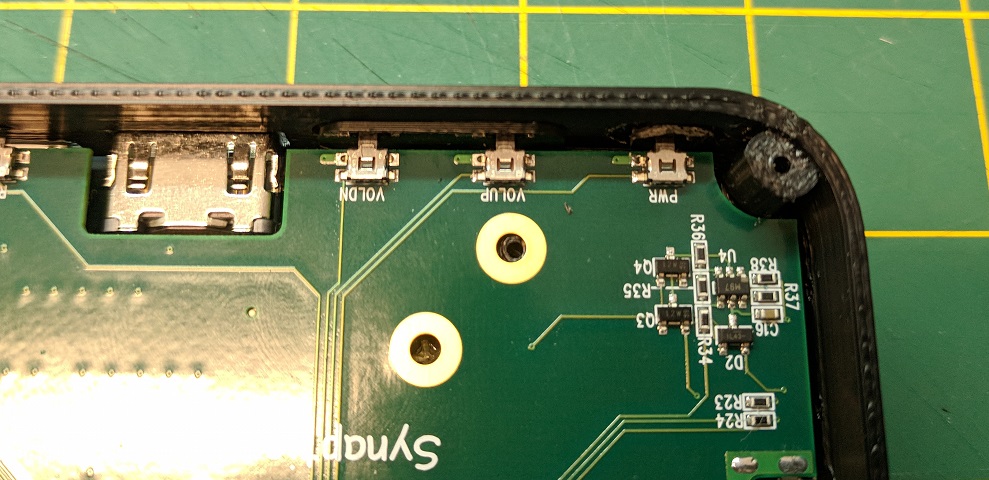 VOLDN
VOLUP
PWR
R36
Q4
U4
R38
R35
R37
Q3
C16
R34
D2
R23
R24
Synap